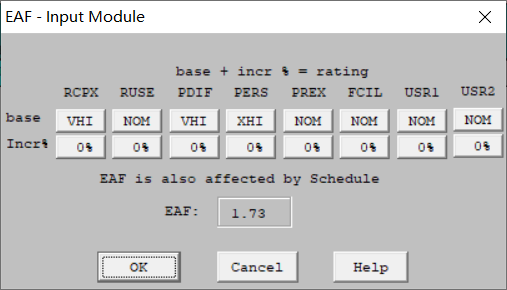 EAF - Input Module
base + incr % = rating
RCPX RUSE PDIF PERS PREX FCIL USR1 USR2
base VHI NOM VHI XHI NOM NOM NOM NOM
Incr% 0% 0% 0% 0% 0% 0% 0% 0%
EAF is also affected by Schedule
EAF: 1.73
OK Cancel Help